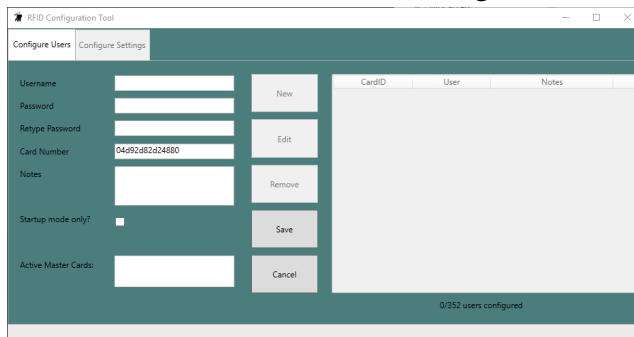 RFID Configuration Tool
Configure Users Configure Settings
Username
Password
Retype Password
Card Number 04d92d82d24880
Notes
Startup mode only?
Active Master Cards:
New
Edit
Remove
Save
Cancel
CardID User Notes
0/352 users configured